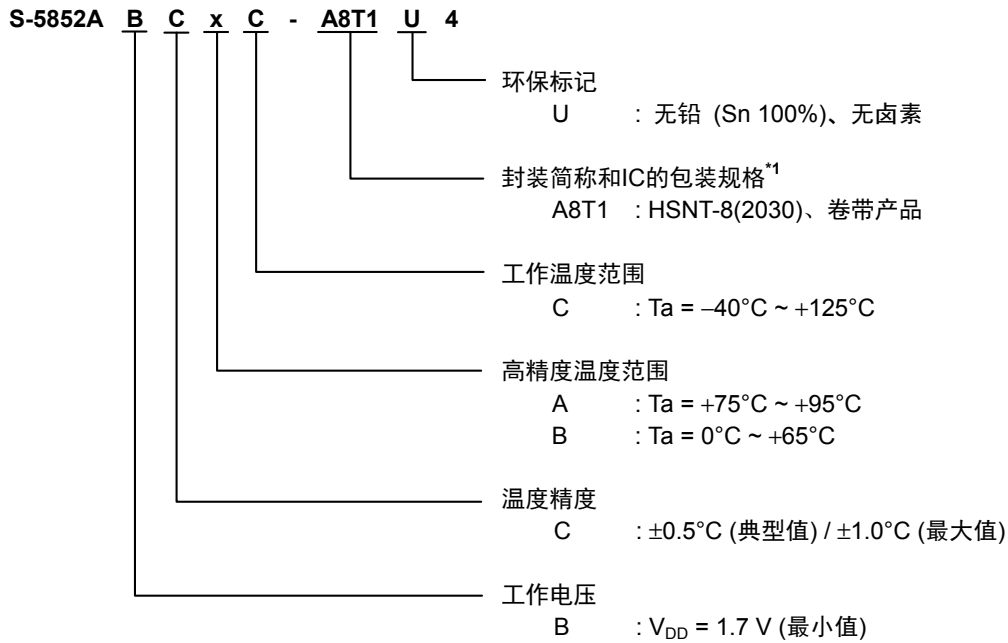 S-5852A B C x C - A8T1 U 4
环保标记
U : 无铅 (Sn 100%)、无卤素
封装简称和IC的包装规格*1
A8T1 : HSNT-8(2030)、卷带产品
工作温度范围
C : Ta = −40°C ~ +125°C
高精度温度范围
A : Ta = +75°C ~ +95°C
B : Ta = 0°C ~ +65°C
温度精度
C : ±0.5°C (典型值) / ±1.0°C (最大值)
工作电压
B : VDD = 1.7 V (最小值)